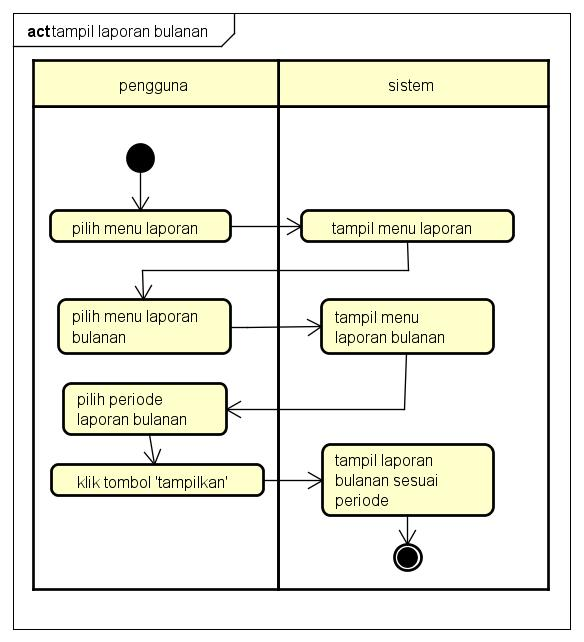 act tampil laporan bulanan
pengguna
sistem
pilih menu laporan
tampil menu laporan
pilih menu laporan
bulanan
tampil menu
laporan bulanan
pilih periode
laporan bulanan
klik tombol 'tampilkan'
tampil laporan
bulanan sesuai
periode